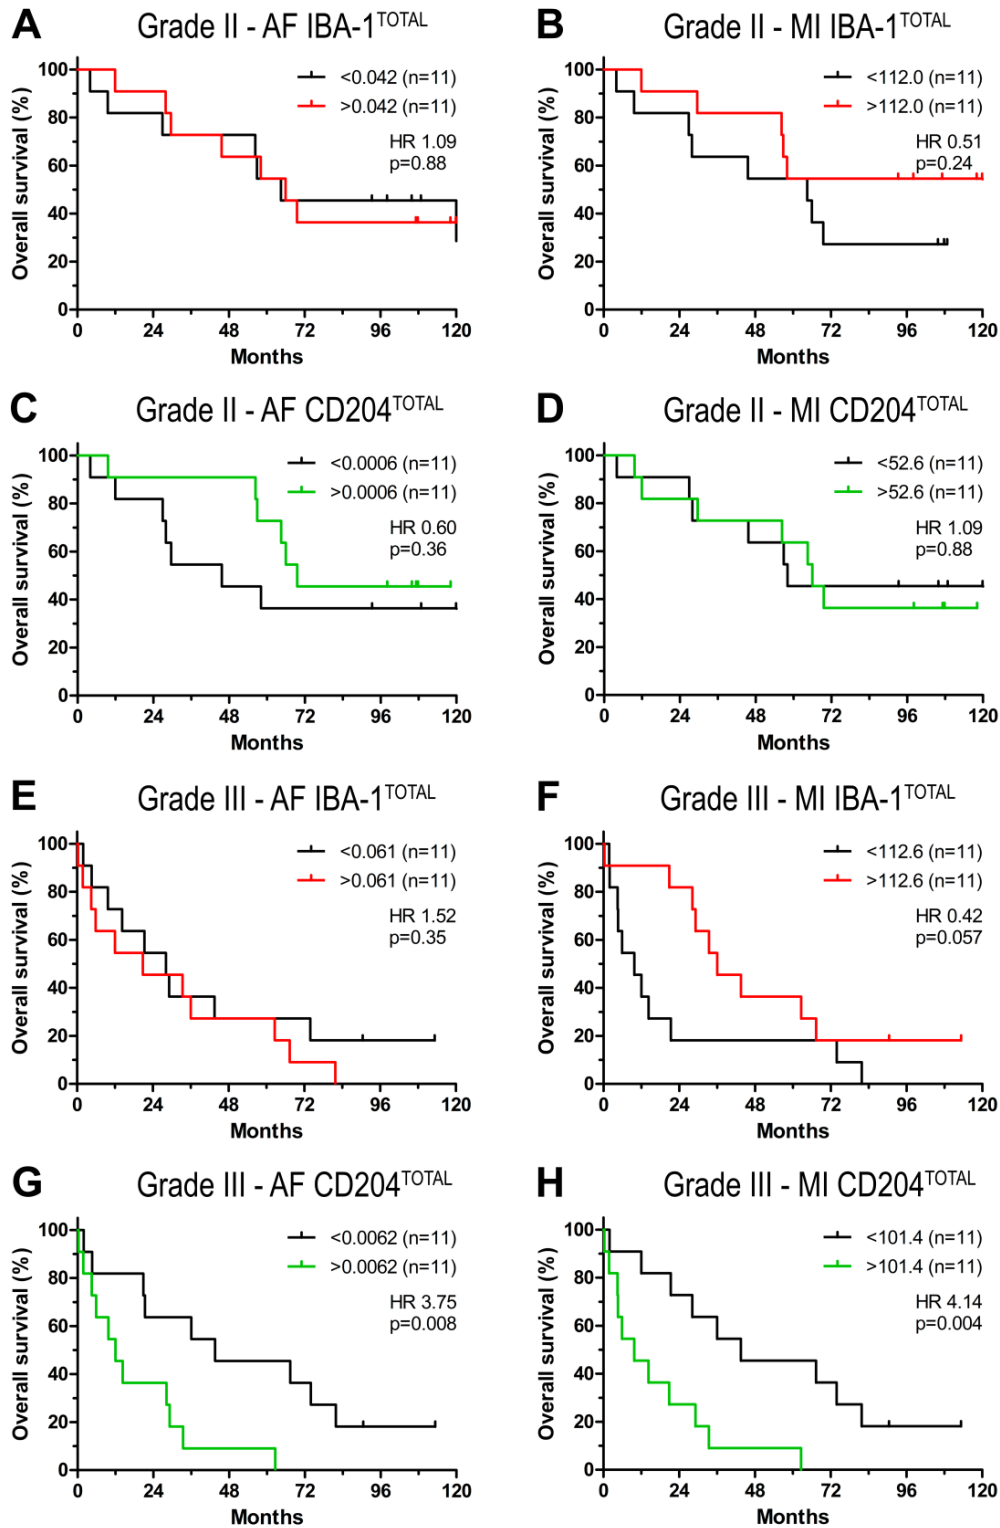 A Grade II - AF IBA-1TOTAL
Overall survival (%)
100
80
60
40
20
0
<0.042 (n=11)
>0.042 (n=11)
HR 1.09
p=0.88
0 24 48 72 96 120
Months
B Grade II - MI IBA-1TOTAL
Overall survival (%)
100
80
60
40
20
0
<112.0 (n=11)
>112.0 (n=11)
HR 0.51
p=0.24
0 24 48 72 96 120
Months
C Grade II - AF CD204TOTAL
Overall survival (%)
100
80
60
40
20
0
<0.0006 (n=11)
>0.0006 (n=11)
HR 0.60
p=0.36
0 24 48 72 96 120
Months
D Grade II - MI CD204TOTAL
Overall survival (%)
100
80
60
40
20
0
<52.6 (n=11)
>52.6 (n=11)
HR 1.09
p=0.88
0 24 48 72 96 120
Months
E Grade III - AF IBA-1TOTAL
Overall survival (%)
100
80
60
40
20
0
<0.061 (n=11)
>0.061 (n=11)
HR 1.52
p=0.35
0 24 48 72 96 120
Months
F Grade III - MI IBA-1TOTAL
Overall survival (%)
100
80
60
40
20
0
<112.6 (n=11)
>112.6 (n=11)
HR 0.42
p=0.057
0 24 48 72 96 120
Months
G Grade III - AF CD204TOTAL
Overall survival (%)
100
80
60
40
20
0
<0.0062 (n=11)
>0.0062 (n=11)
HR 3.75
p=0.008
0 24 48 72 96 120
Months
H Grade III - MI CD204TOTAL
Overall survival (%)
100
80
60
40
20
0
<101.4 (n=11)
>101.4 (n=11)
HR 4.14
p=0.004
0 24 48 72 96 120
Months